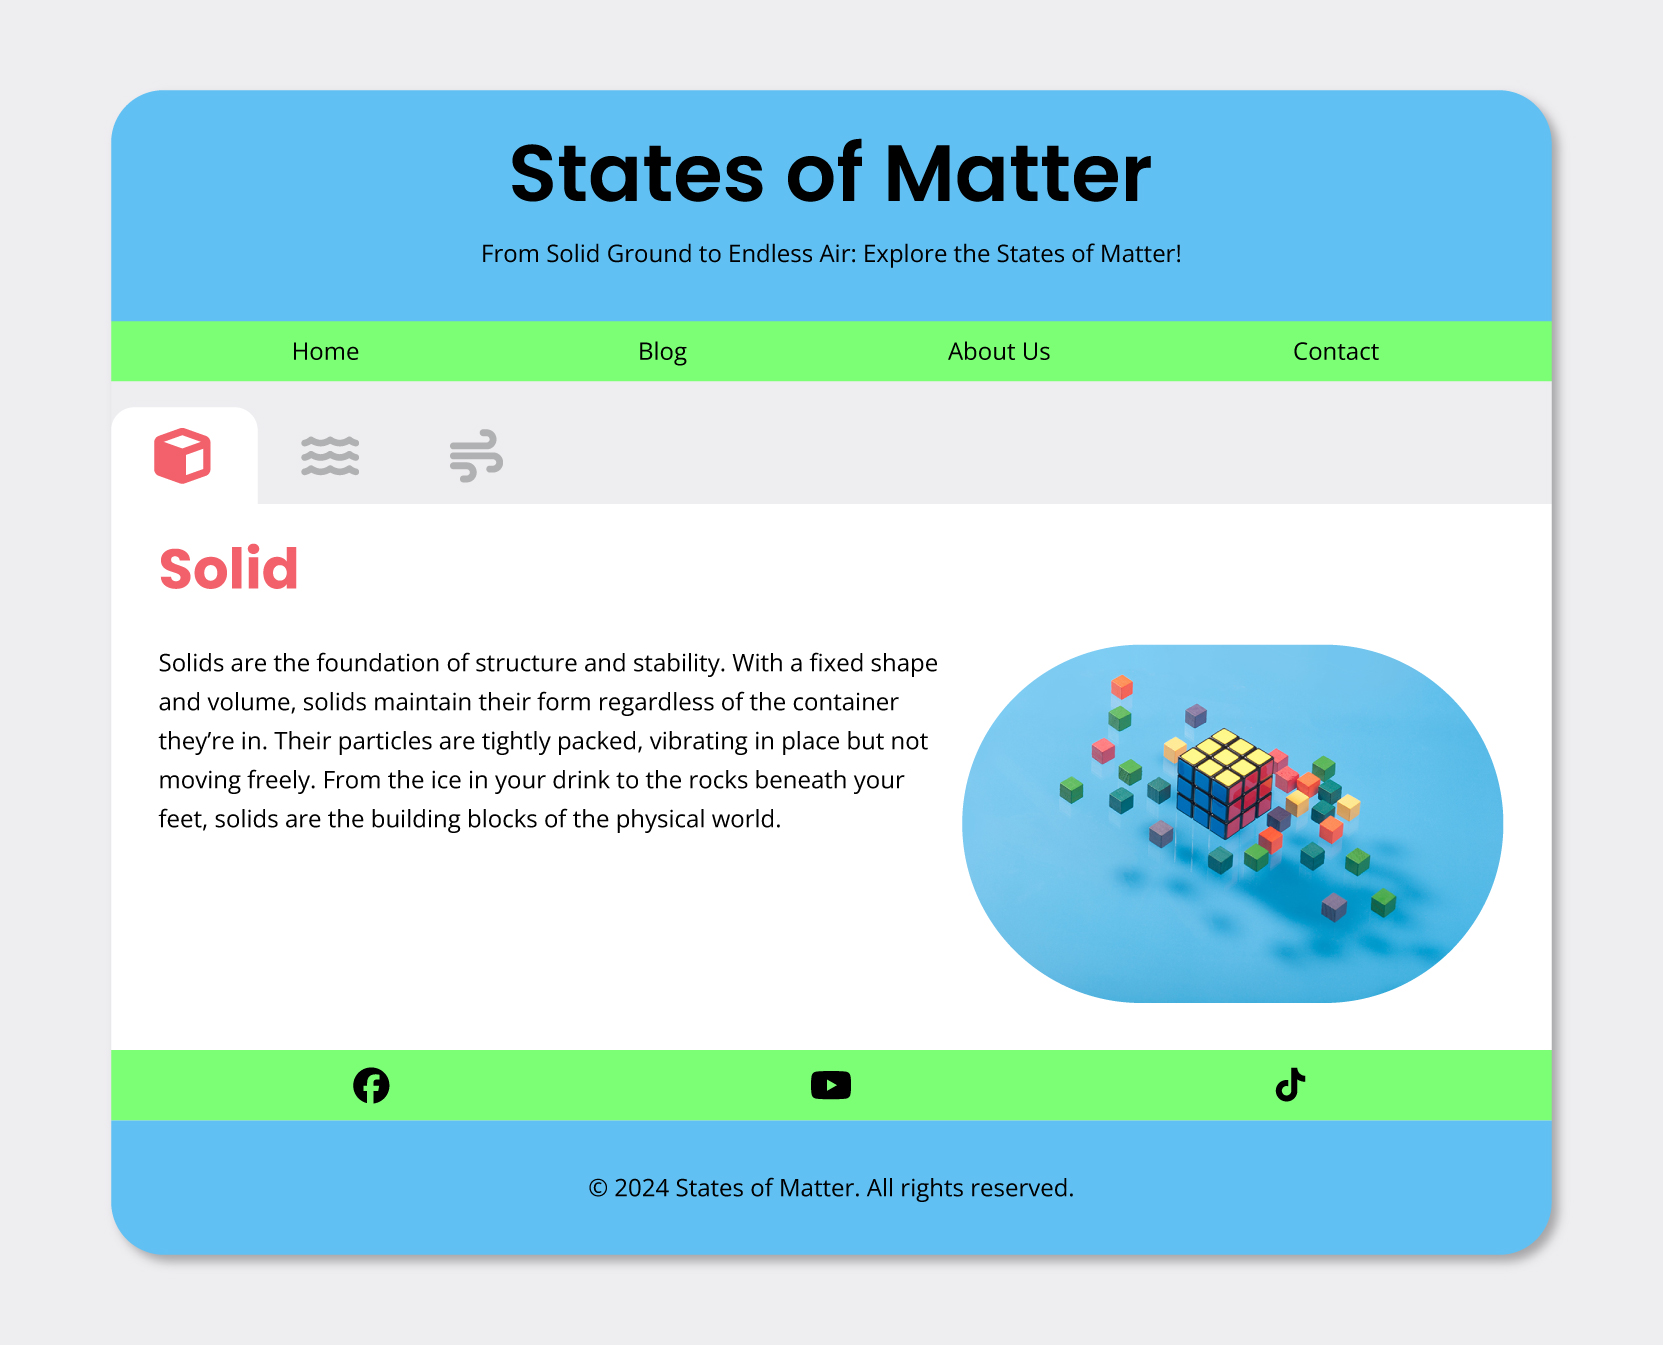 States of Matter
From Solid Ground to Endless Air: Explore the States of Matter!
Home
Blog
About Us
Contact
Solid
Solids are the foundation of structure and stability. With a fixed shape
and volume, solids maintain their form regardless of the container
they’re in. Their particles are tightly packed, vibrating in place but not
moving freely. From the ice in your drink to the rocks beneath your
feet, solids are the building blocks of the physical world.
© 2024 States of Matter. All rights reserved.